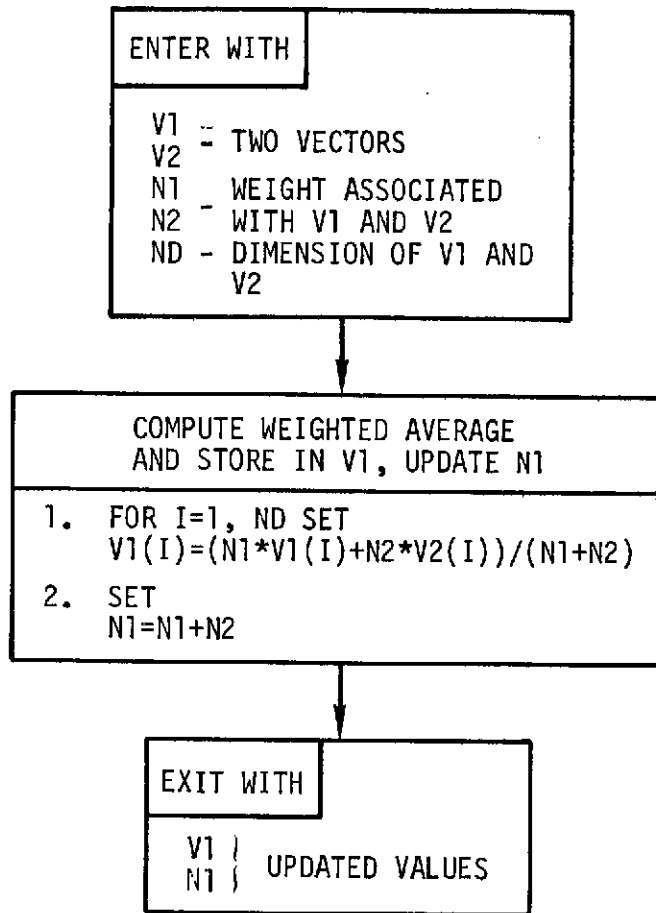 ENTER WITH
V1 -
V2 - TWO VECTORS
N1 - WEIGHT ASSOCIATED
N2 WITH V1 AND V2
ND - DIMENSION OF V1 AND
V2
COMPUTE WEIGHTED AVERAGE
AND STORE IN V1, UPDATE N1
1. FOR I=1, ND SET
V1(I)=(N1*V1(I)+N2*V2(I))/(N1+N2)
2. SET
N1=N1+N2
EXIT WITH
V1 }
N1 } UPDATED VALUES